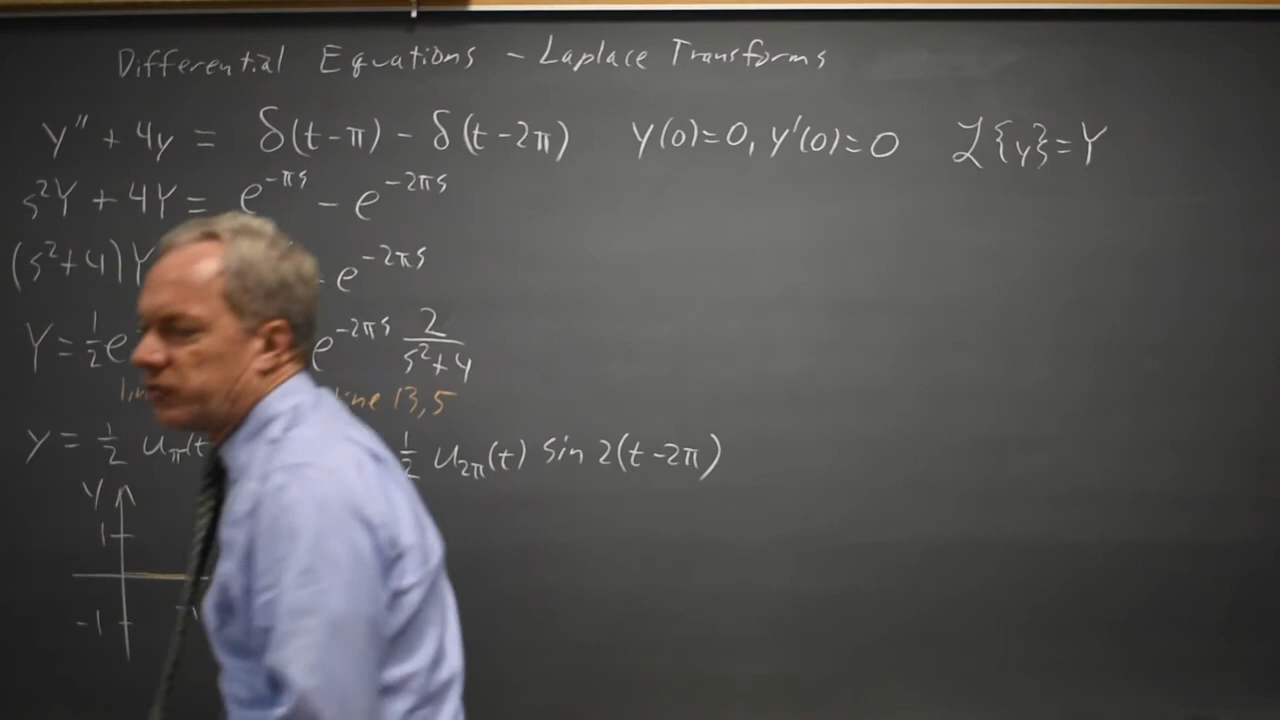 Differential Equations - Laplace Transforms
y'' + 4y = δ(t-π) - δ(t-2π) y(0)=0, y'(0)=0 ℒ{y}=Y
s²Y + 4Y = e^{-πs} - e^{-2πs}
(s²+4)Y - e^{-2πs}
Y = 1/2 e e^{-2πs} 2/(s²+4)
line 13,5
y = 1/2 u_π(t 1/2 u_{2π}(t) sin 2(t-2π)
Y
1
-1